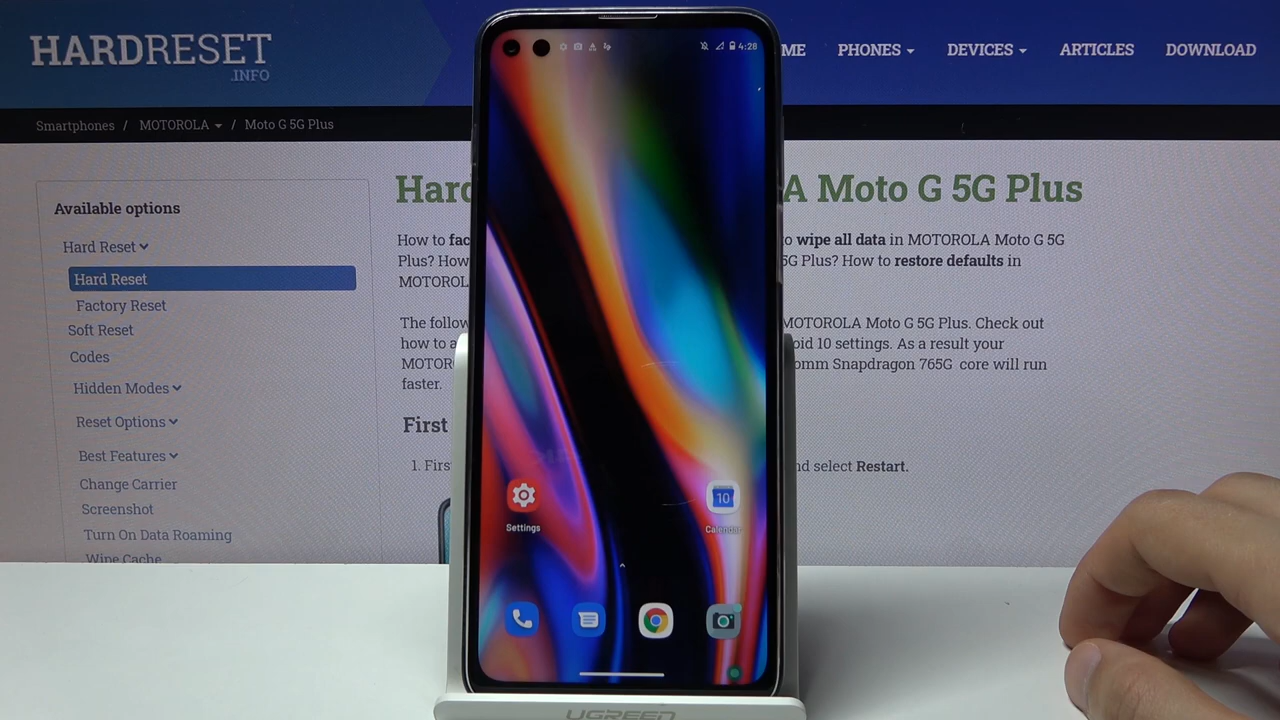 HARDRESET
.INFO
ME
PHONES
DEVICES
ARTICLES
DOWNLOAD
Smartphones / MOTOROLA / Moto G 5G Plus
Available options
Hard Reset
Hard Reset
Factory Reset
Soft Reset
Codes
Hidden Modes
Reset Options
Best Features
Change Carrier
Screenshot
Turn On Data Roaming
Wipe Cache
Hard
A Moto G 5G Plus
How to fac
o wipe all data in MOTOROLA Moto G 5G
Plus? How
5G Plus? How to restore defaults in
MOTOROL
The follow
MOTOROLA Moto G 5G Plus. Check out
how to a
oid 10 settings. As a result your
MOTOR
omm Snapdragon 765G core will run
faster.
First
1. Firs
nd select Restart.
4:28
Settings
10
Calendar
UGREEN